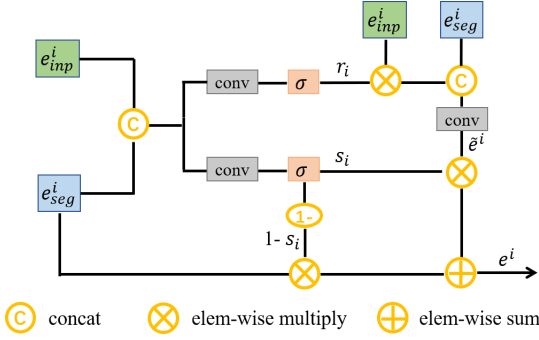 e^i_inp
e^i_seg
e^i_inp
conv
σ
r_i
C
C
conv
ẽ^i
conv
σ
s_i
e^i_seg
1-
1- s_i
e^i
C concat
elem-wise multiply
elem-wise sum